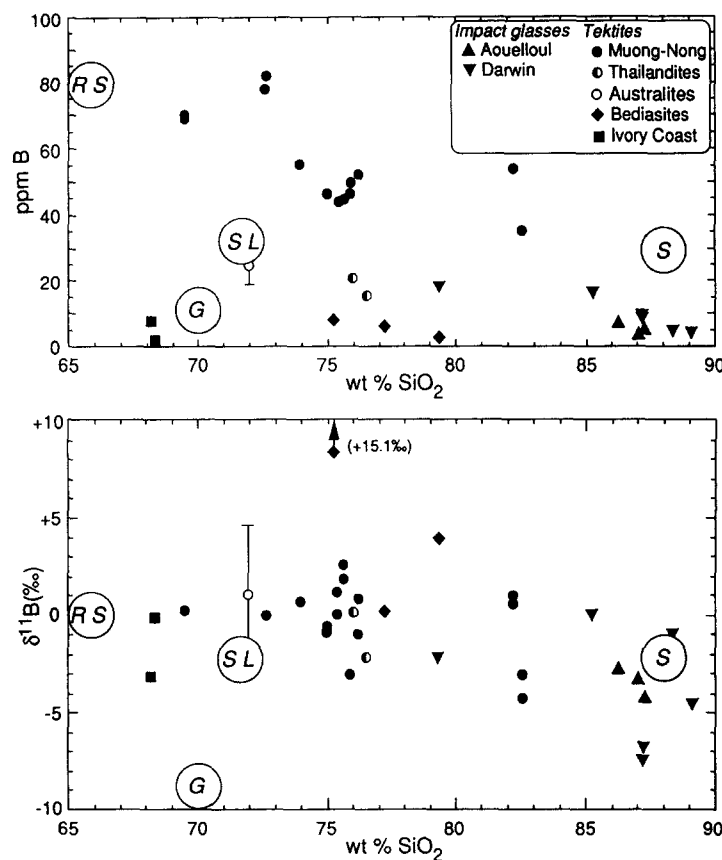 100
80
60
40
20
0
ppm B
Impact glasses
▲ Aouelloul
▼ Darwin
Tektites
● Muong-Nong
◐ Thailandites
○ Australites
◆ Bediasites
■ Ivory Coast
R S
S L
G
S
65 70 75 80 85 90
wt % SiO₂
+10
+5
0
-5
-10
δ¹¹B(‰)
(+15.1‰)
R S
S L
G
S
65 70 75 80 85 90
wt % SiO₂